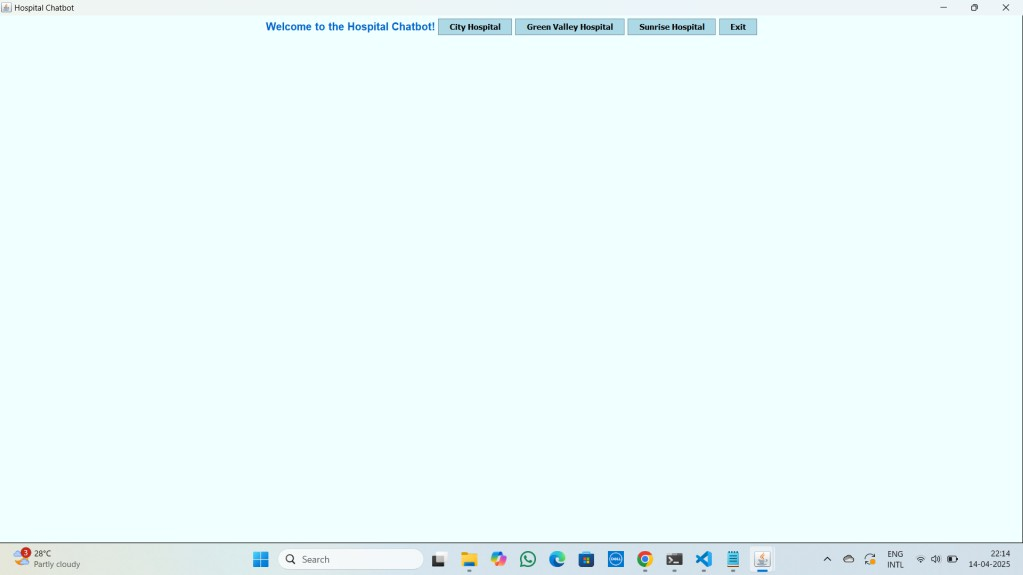 Hospital Chatbot
Welcome to the Hospital Chatbot! City Hospital Green Valley Hospital Sunrise Hospital Exit
3
28°C
Partly cloudy
Search
DELL
ENG
INTL
22:14
14-04-2025